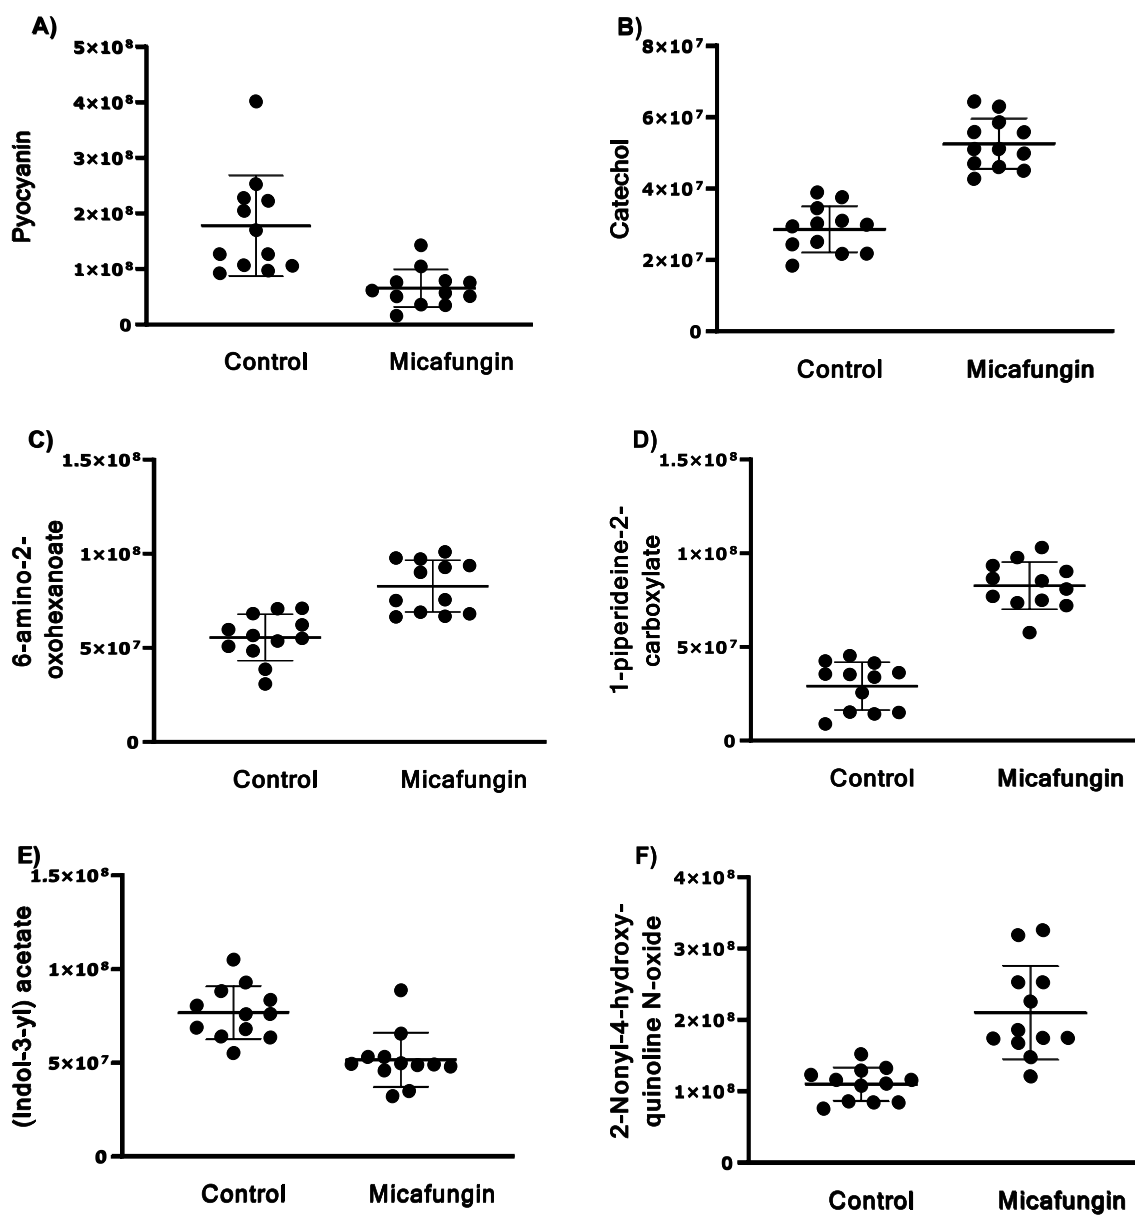 A)
5×10⁸
4×10⁸
3×10⁸
2×10⁸
1×10⁸
0
Pyocyanin
Control
Micafungin
B)
8×10⁷
6×10⁷
4×10⁷
2×10⁷
0
Catechol
Control
Micafungin
C)
1.5×10⁸
1×10⁸
5×10⁷
0
6-amino-2-
oxohexanoate
Control
Micafungin
D)
1.5×10⁸
1×10⁸
5×10⁷
0
1-piperideine-2-
carboxylate
Control
Micafungin
E)
1.5×10⁸
1×10⁸
5×10⁷
0
(Indol-3-yl) acetate
Control
Micafungin
F)
4×10⁸
3×10⁸
2×10⁸
1×10⁸
0
2-Nonyl-4-hydroxy-
quinoline N-oxide
Control
Micafungin